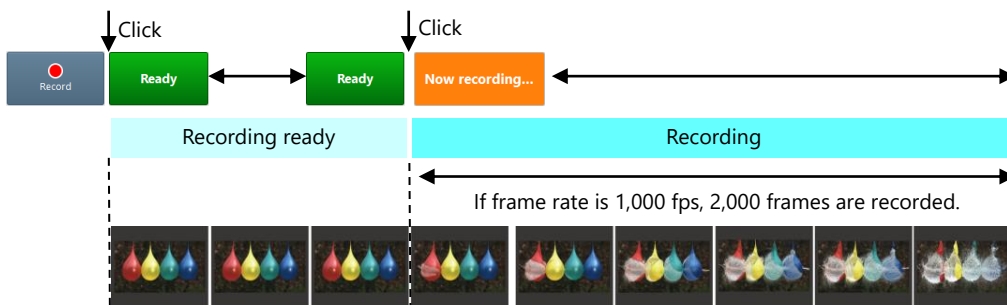 Click
Click
Record
Ready
Ready
Now recording...
Recording ready
Recording
If frame rate is 1,000 fps, 2,000 frames are recorded.